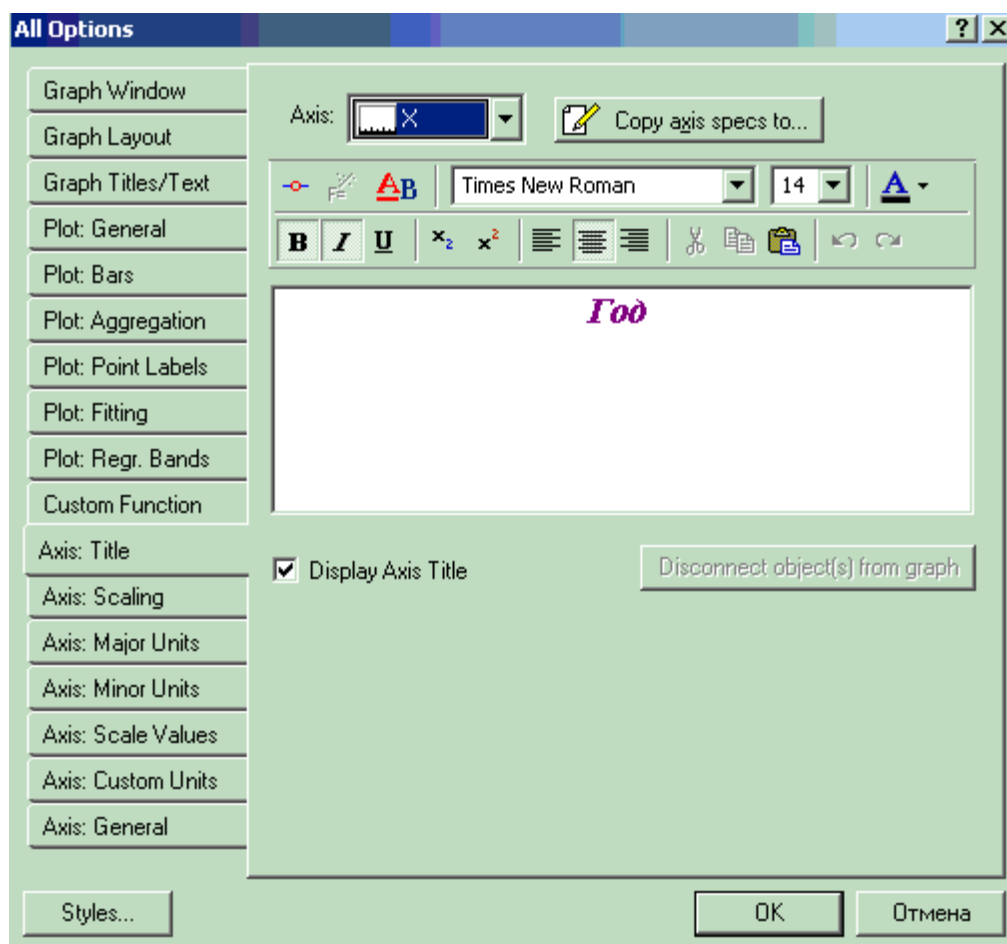 All Options
Graph Window
Graph Layout
Graph Titles/Text
Plot: General
Plot: Bars
Plot: Aggregation
Plot: Point Labels
Plot: Fitting
Plot: Regr. Bands
Custom Function
Axis: Title
Axis: Scaling
Axis: Major Units
Axis: Minor Units
Axis: Scale Values
Axis: Custom Units
Axis: General
Axis: X
Copy axis specs to...
AB Times New Roman 14 A
B I U x₂ x²
Год
Display Axis Title
Disconnect object(s) from graph
Styles...
OK
Отмена